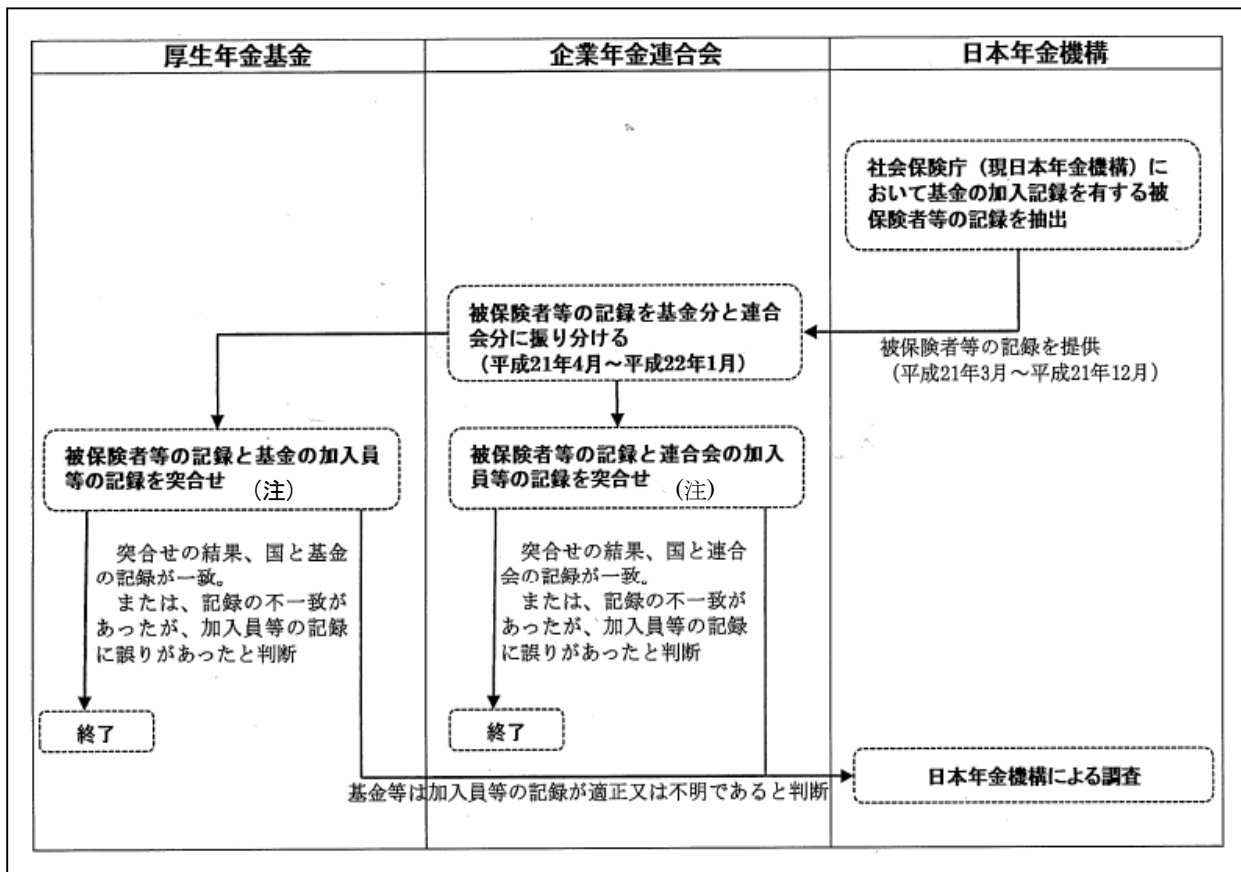 厚生年金基金
企業年金連合会
日本年金機構
社会保険庁（現日本年金機構）に
おいて基金の加入記録を有する被
保険者等の記録を抽出
被保険者等の記録を基金分と連合
会分に振り分ける
（平成21年4月～平成22年1月）
被保険者等の記録を提供
（平成21年3月～平成21年12月）
被保険者等の記録と基金の加入員
等の記録を突合せ （注）
被保険者等の記録と連合会の加入
員等の記録を突合せ （注）
突合せの結果、国と基金
の記録が一致。
または、記録の不一致が
あったが、加入員等の記録
に誤りがあったと判断
突合せの結果、国と連合
会の記録が一致。
または、記録の不一致が
あったが、加入員等の記録
に誤りがあったと判断
終了
終了
日本年金機構による調査
基金等は加入員等の記録が適正又は不明であると判断